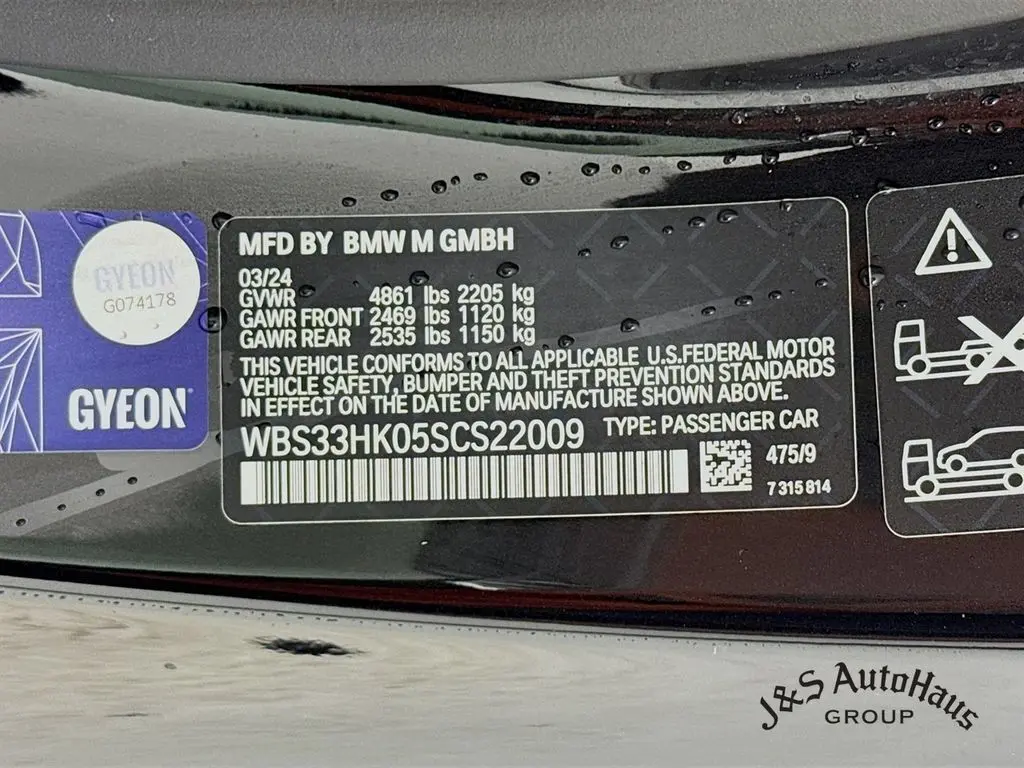 GYEON
G074178
GYEON
MFD BY BMW M GMBH
03/24
GVWR 4861 lbs 2205 kg
GAWR FRONT 2469 lbs 1120 kg
GAWR REAR 2535 lbs 1150 kg
THIS VEHICLE CONFORMS TO ALL APPLICABLE U.S.FEDERAL MOTOR
VEHICLE SAFETY, BUMPER AND THEFT PREVENTION STANDARDS
IN EFFECT ON THE DATE OF MANUFACTURE SHOWN ABOVE.
WBS33HK05SCS22009 TYPE: PASSENGER CAR
475/9
7 315 814
J&S AutoHaus
GROUP